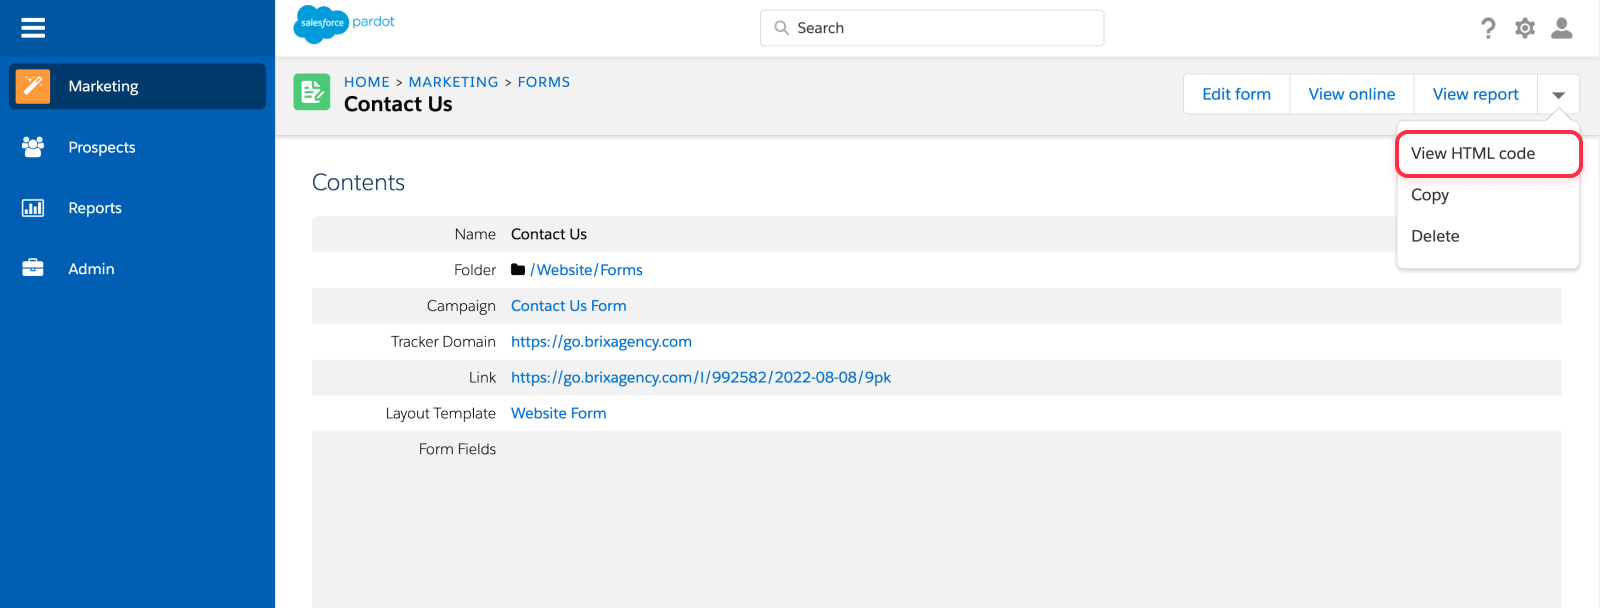 salesforce pardot
Search
?
Marketing
Prospects
Reports
Admin
HOME > MARKETING > FORMS
Contact Us
Edit form
View online
View report
View HTML code
Copy
Delete
Contents
Name Contact Us
Folder /Website/Forms
Campaign Contact Us Form
Tracker Domain https://go.brixagency.com
Link https://go.brixagency.com/l/992582/2022-08-08/9pk
Layout Template Website Form
Form Fields